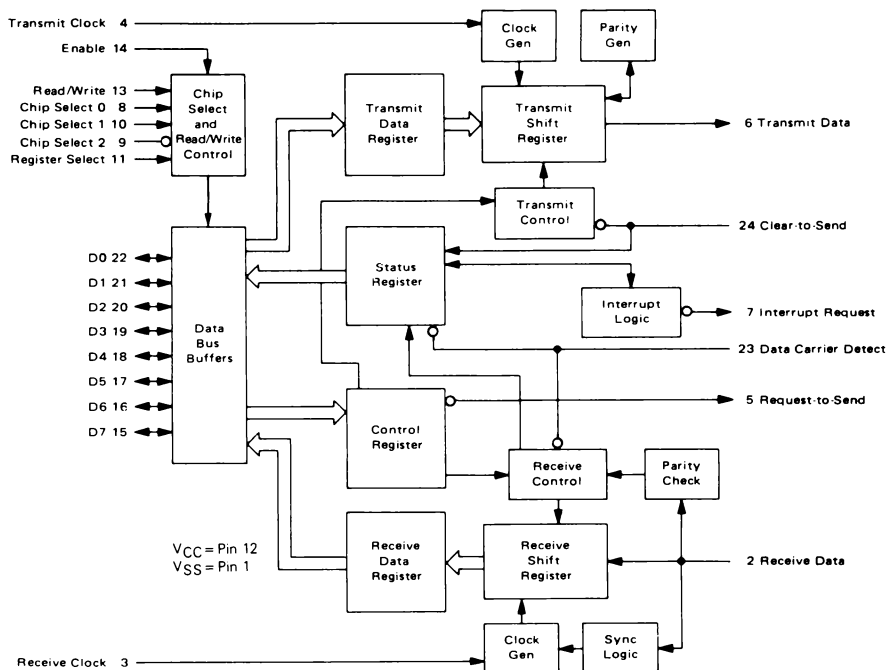 Transmit Clock 4
Clock
Gen
Parity
Gen
Enable 14
Read/Write 13
Chip Select 0 8
Chip Select 1 10
Chip Select 2 9
Register Select 11
Chip
Select
and
Read/Write
Control
Transmit
Data
Register
Transmit
Shift
Register
6 Transmit Data
Transmit
Control
24 Clear-to-Send
D0 22
D1 21
D2 20
D3 19
D4 18
D5 17
D6 16
D7 15
Data
Bus
Buffers
Status
Register
Interrupt
Logic
7 Interrupt Request
23 Data Carrier Detect
5 Request-to-Send
Control
Register
Receive
Control
Parity
Check
VCC = Pin 12
VSS = Pin 1
Receive
Data
Register
Receive
Shift
Register
2 Receive Data
Receive Clock 3
Clock
Gen
Sync
Logic